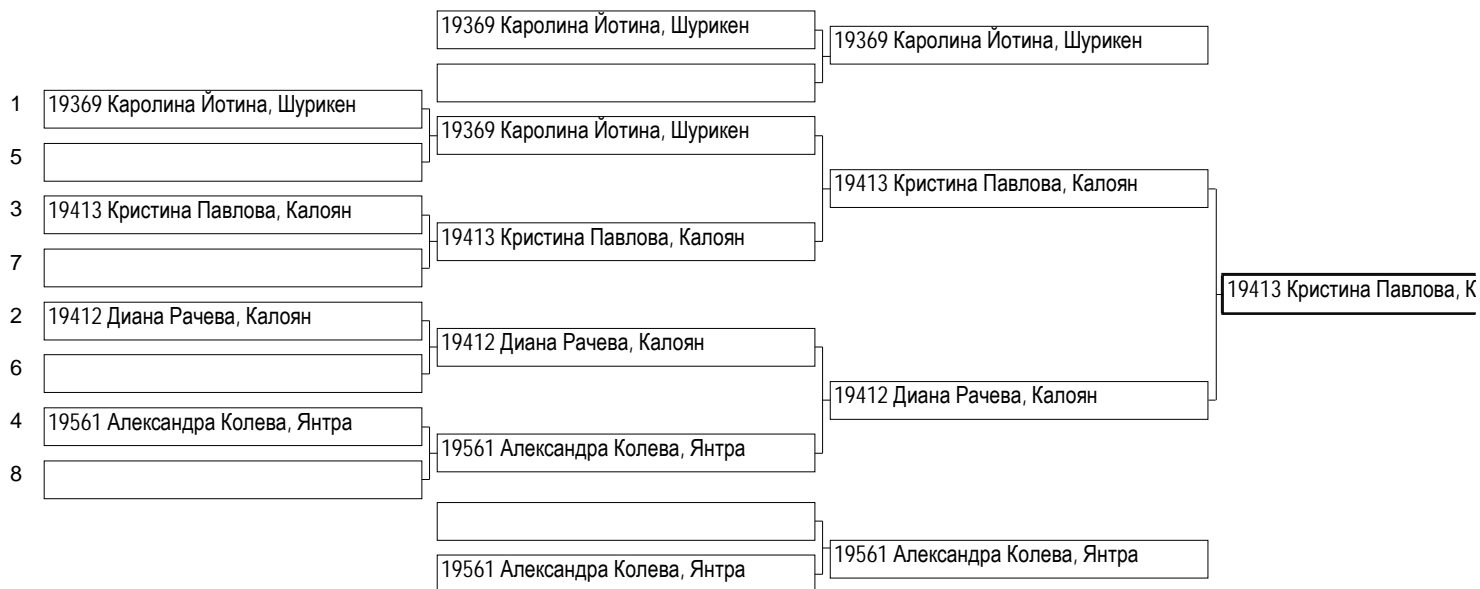 19369 Каролина Йотина, Шурикен
19369 Каролина Йотина, Шурикен
1 19369 Каролина Йотина, Шурикен
19369 Каролина Йотина, Шурикен
5
19413 Кристина Павлова, Калоян
3 19413 Кристина Павлова, Калоян
19413 Кристина Павлова, Калоян
7
19413 Кристина Павлова, К
2 19412 Диана Рачева, Калоян
19412 Диана Рачева, Калоян
6
19412 Диана Рачева, Калоян
4 19561 Александра Колева, Янтра
19561 Александра Колева, Янтра
8
19561 Александра Колева, Янтра
19561 Александра Колева, Янтра